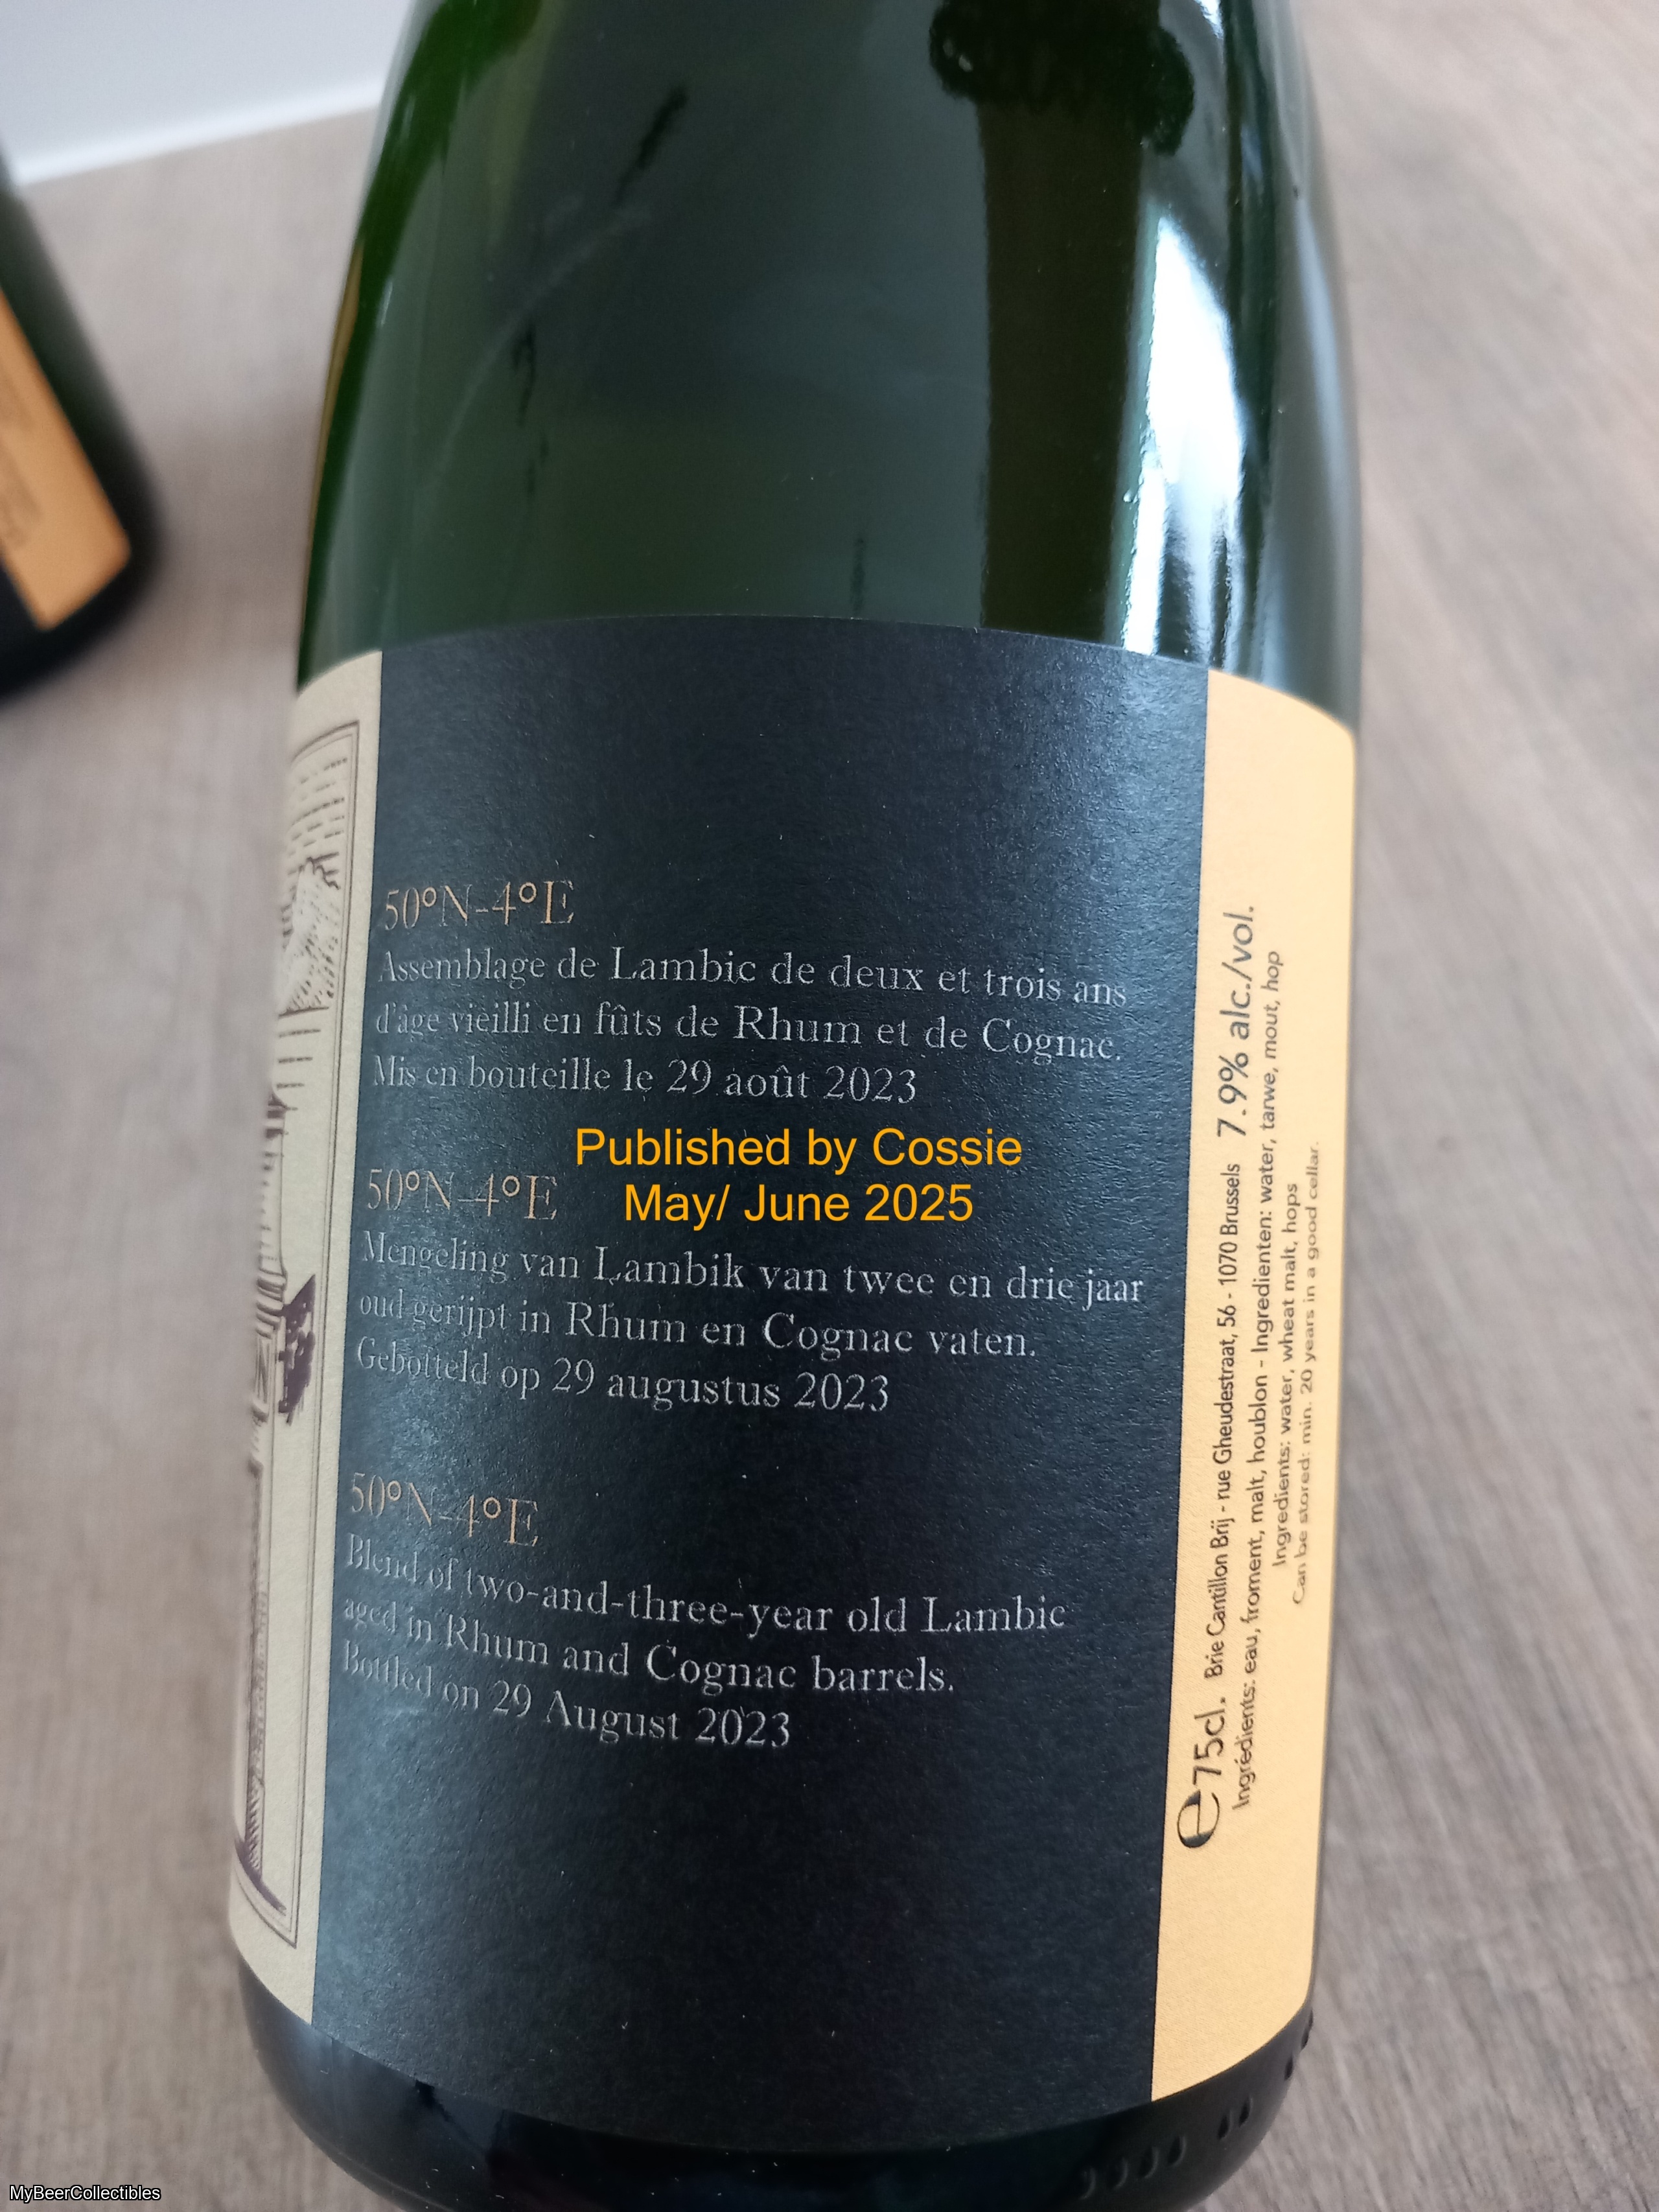 50°N-4°E
Assemblage de Lambic de deux et trois ans
d'âge vieilli en fûts de Rhum et de Cognac.
Mis en bouteille le 29 août 2023
Published by Cossie
May/ June 2025
50°N-4°E
Mengeling van Lambik van twee en drie jaar
oud gerijpt in Rhum en Cognac vaten.
Gebotteld op 29 augustus 2023
50°N-4°E
Blend of two-and-three-year old Lambic
aged in Rhum and Cognac barrels.
Bottled on 29 August 2023
e75cl. Brie Cantillon Brij - rue Gheudestraat, 56 - 1070 Brussels 7.9% alc./vol.
Ingrédients: eau, froment, malt, houblon - Ingredienten: water, tarwe, mout, hop
Ingredients: water, wheat malt, hops
Can be stored: min. 20 years in a good cellar.
MyBeerCollectibles